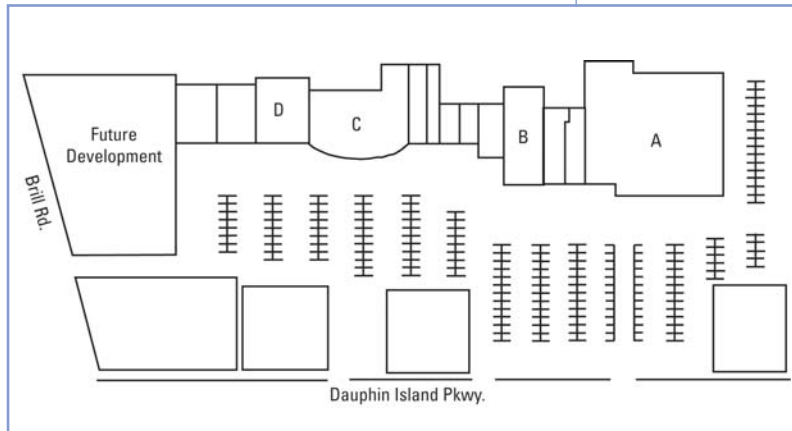 D
C
B
A
Future
Development
Brill Rd.
Dauphin Island Pkwy.